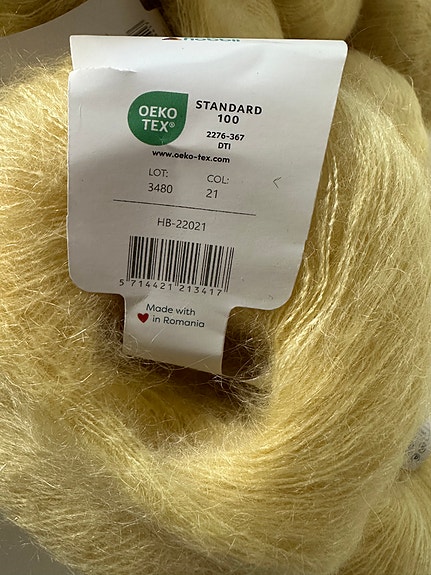 OEKO
TEX®
STANDARD
100
2276-367
DTI
www.oeko-tex.com
LOT:
3480
COL:
21
HB-22021
5 714421 213417
Made with
in Romania